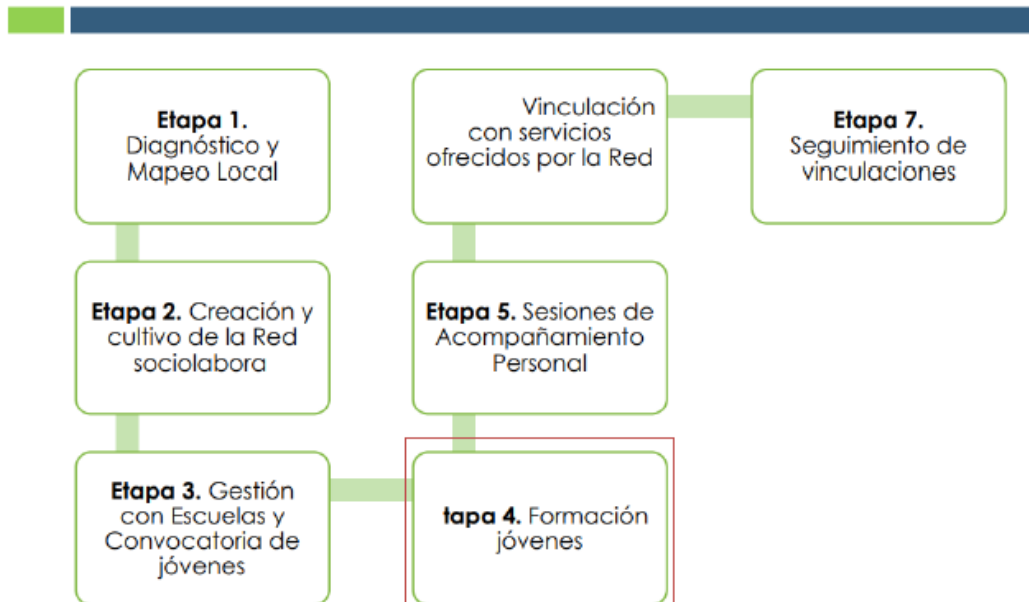 Etapa 1.
Diagnóstico y
Mapeo Local
Etapa 2. Creación y
cultivo de la Red
sociolabora
Etapa 3. Gestión
con Escuelas y
Convocatoria de
jóvenes
tapa 4. Formación
jóvenes
Etapa 5. Sesiones de
Acompañamiento
Personal
Vinculación
con servicios
ofrecidos por la Red
Etapa 7.
Seguimiento de
vinculaciones